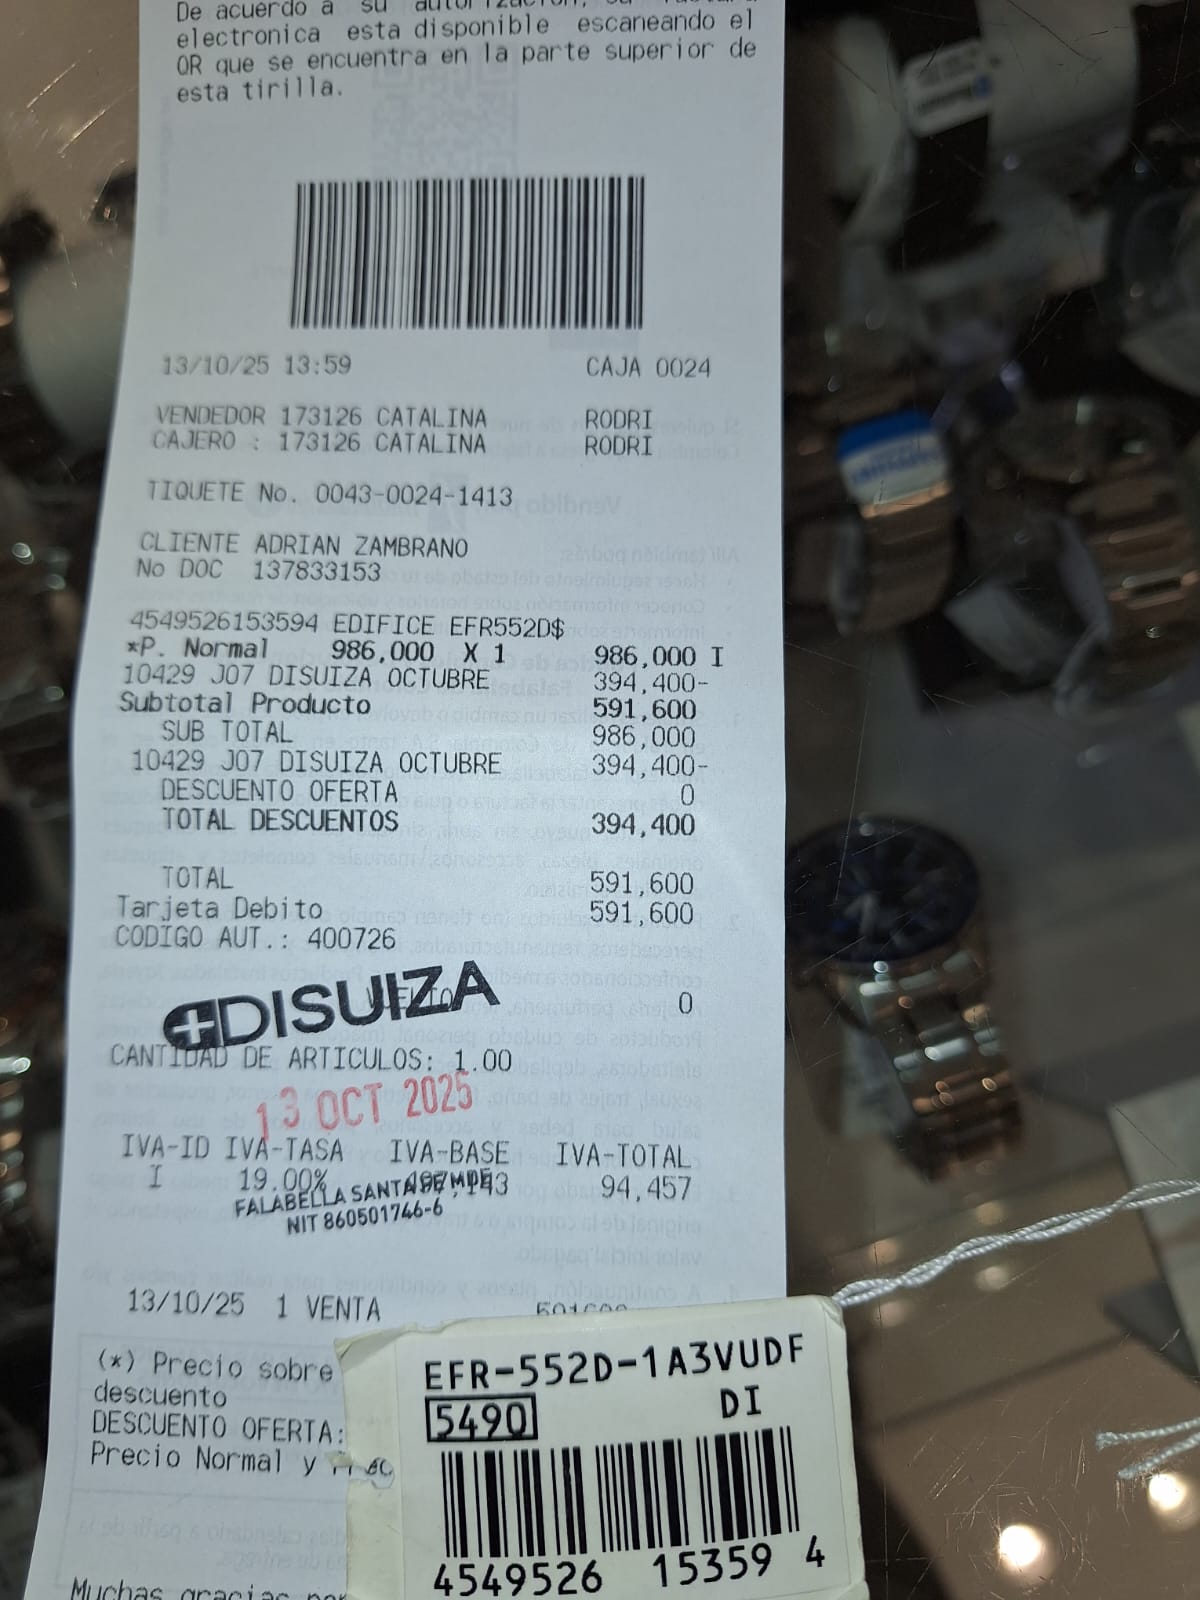 De acuerdo a su
electronica esta disponible escaneando el
QR que se encuentra en la parte superior de
esta tirilla.
13/10/25 13:59 CAJA 0024
VENDEDOR 173126 CATALINA RODRI
CAJERO : 173126 CATALINA RODRI
TIQUETE No. 0043-0024-1413
CLIENTE ADRIAN ZAMBRANO
No DOC 137833153
4549526153594 EDIFICE EFR552D$
*P. Normal 986,000 X 1 986,000 I
10429 J07 DISUIZA OCTUBRE 394,400-
Subtotal Producto 591,600
SUB TOTAL 986,000
10429 J07 DISUIZA OCTUBRE 394,400-
DESCUENTO OFERTA 0
TOTAL DESCUENTOS 394,400
TOTAL 591,600
Tarjeta Debito 591,600
CODIGO AUT.: 400726
DISUIZA
0
CANTIDAD DE ARTICULOS: 1.00
13 OCT 2025
IVA-ID IVA-TASA IVA-BASE IVA-TOTAL
I 19.00% 94,457
FALABELLA SANTAFE MDE
NIT 860501746-6
13/10/25 1 VENTA
(*) Precio sobre
descuento
DESCUENTO OFERTA:
Precio Normal y
Muchas gracias
EFR-552D-1A3VUDF
5490 DI
4549526 15359 4